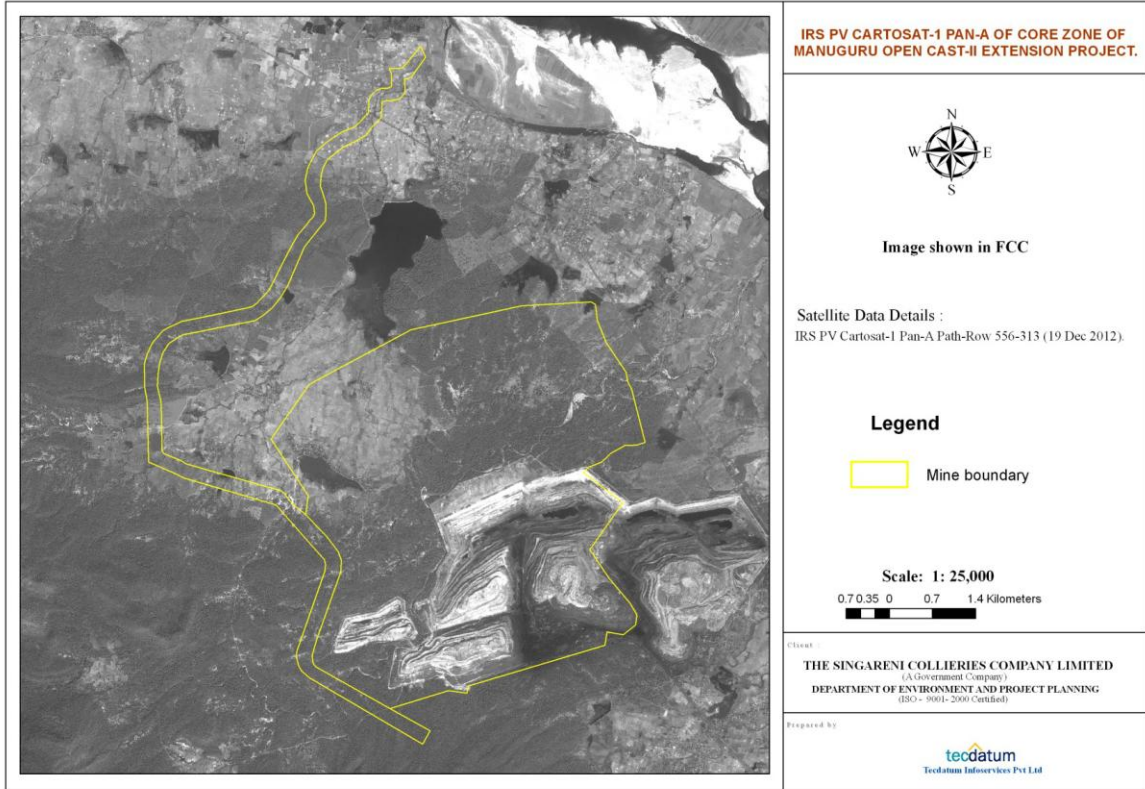 IRS PV CARTOSAT-1 PAN-A OF CORE ZONE OF
MANUGURU OPEN CAST-II EXTENSION PROJECT.
N
W E
S
Image shown in FCC
Satellite Data Details :
IRS PV Cartosat-1 Pan-A Path-Row 556-313 (19 Dec 2012).
Legend
Mine boundary
Scale: 1: 25,000
0.7 0.35 0 0.7 1.4 Kilometers
Client :
THE SINGARENI COLLIERIES COMPANY LIMITED
(A Government Company)
DEPARTMENT OF ENVIRONMENT AND PROJECT PLANNING
(ISO - 9001- 2000 Certified)
Prepared by
tecdatum
Tecdatum Infoservices Pvt Ltd